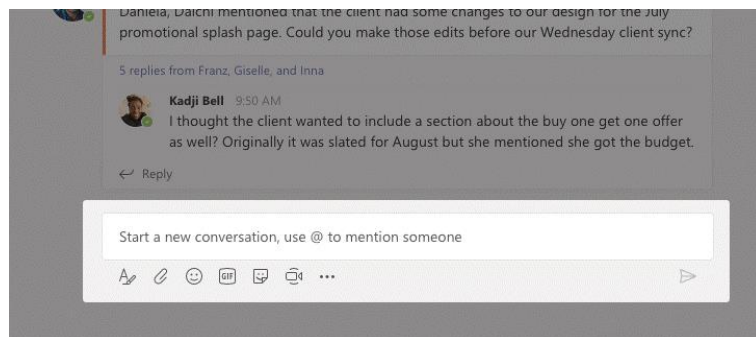 Daniela, Daichi mentioned that the client had some changes to our design for the July
promotional splash page. Could you make those edits before our Wednesday client sync?
5 replies from Franz, Giselle, and Inna
Kadji Bell 9:50 AM
I thought the client wanted to include a section about the buy one get one offer
as well? Originally it was slated for August but she mentioned she got the budget.
Reply
Start a new conversation, use @ to mention someone
GIF